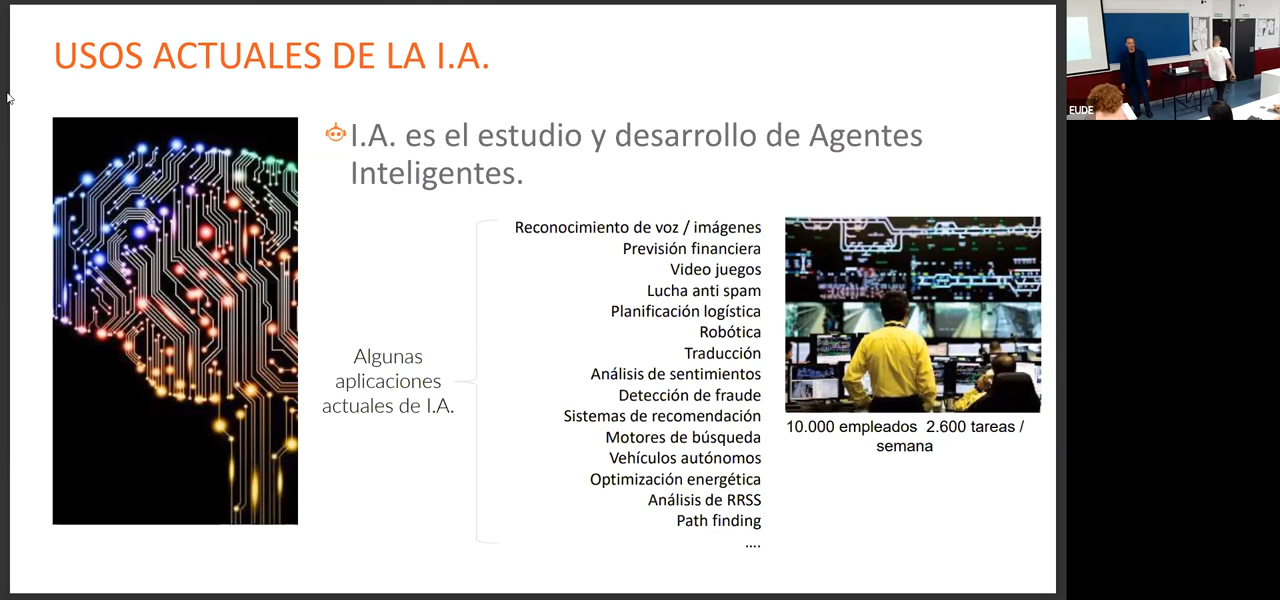 USOS ACTUALES DE LA I.A.
I.A. es el estudio y desarrollo de Agentes
Inteligentes.
Algunas
aplicaciones
actuales de I.A.
Reconocimiento de voz / imágenes
Previsión financiera
Video juegos
Lucha anti spam
Planificación logística
Robótica
Traducción
Análisis de sentimientos
Detección de fraude
Sistemas de recomendación
Motores de búsqueda
Vehículos autónomos
Optimización energética
Análisis de RRSS
Path finding
....
10.000 empleados 2.600 tareas /
semana
EUDE